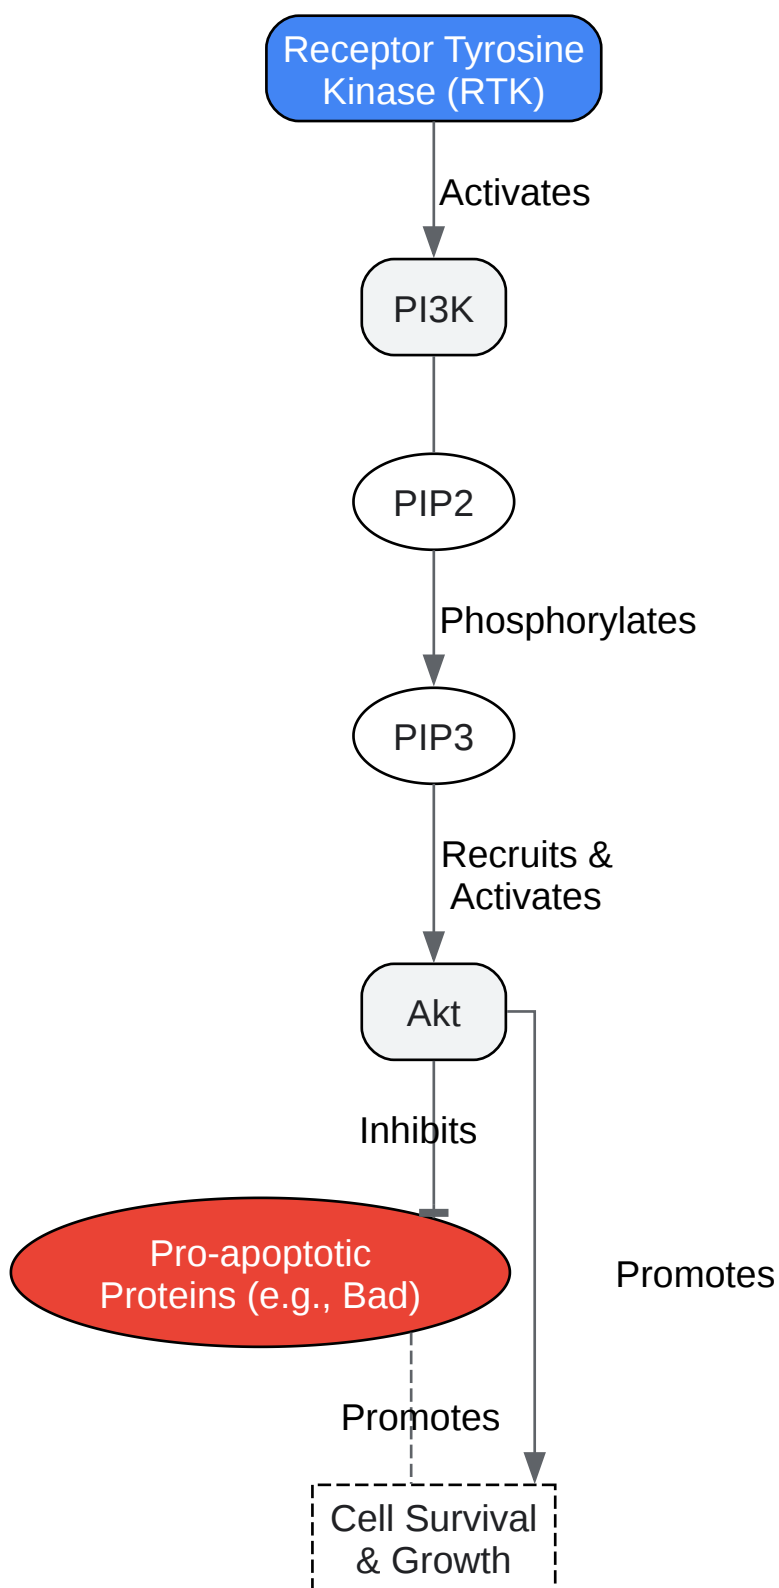 Receptor Tyrosine
Kinase (RTK)
Activates
PI3K
PIP2
Phosphorylates
PIP3
Recruits &
Activates
Akt
Inhibits
Pro-apoptotic
Proteins (e.g., Bad)
Promotes
Promotes
Cell Survival
& Growth